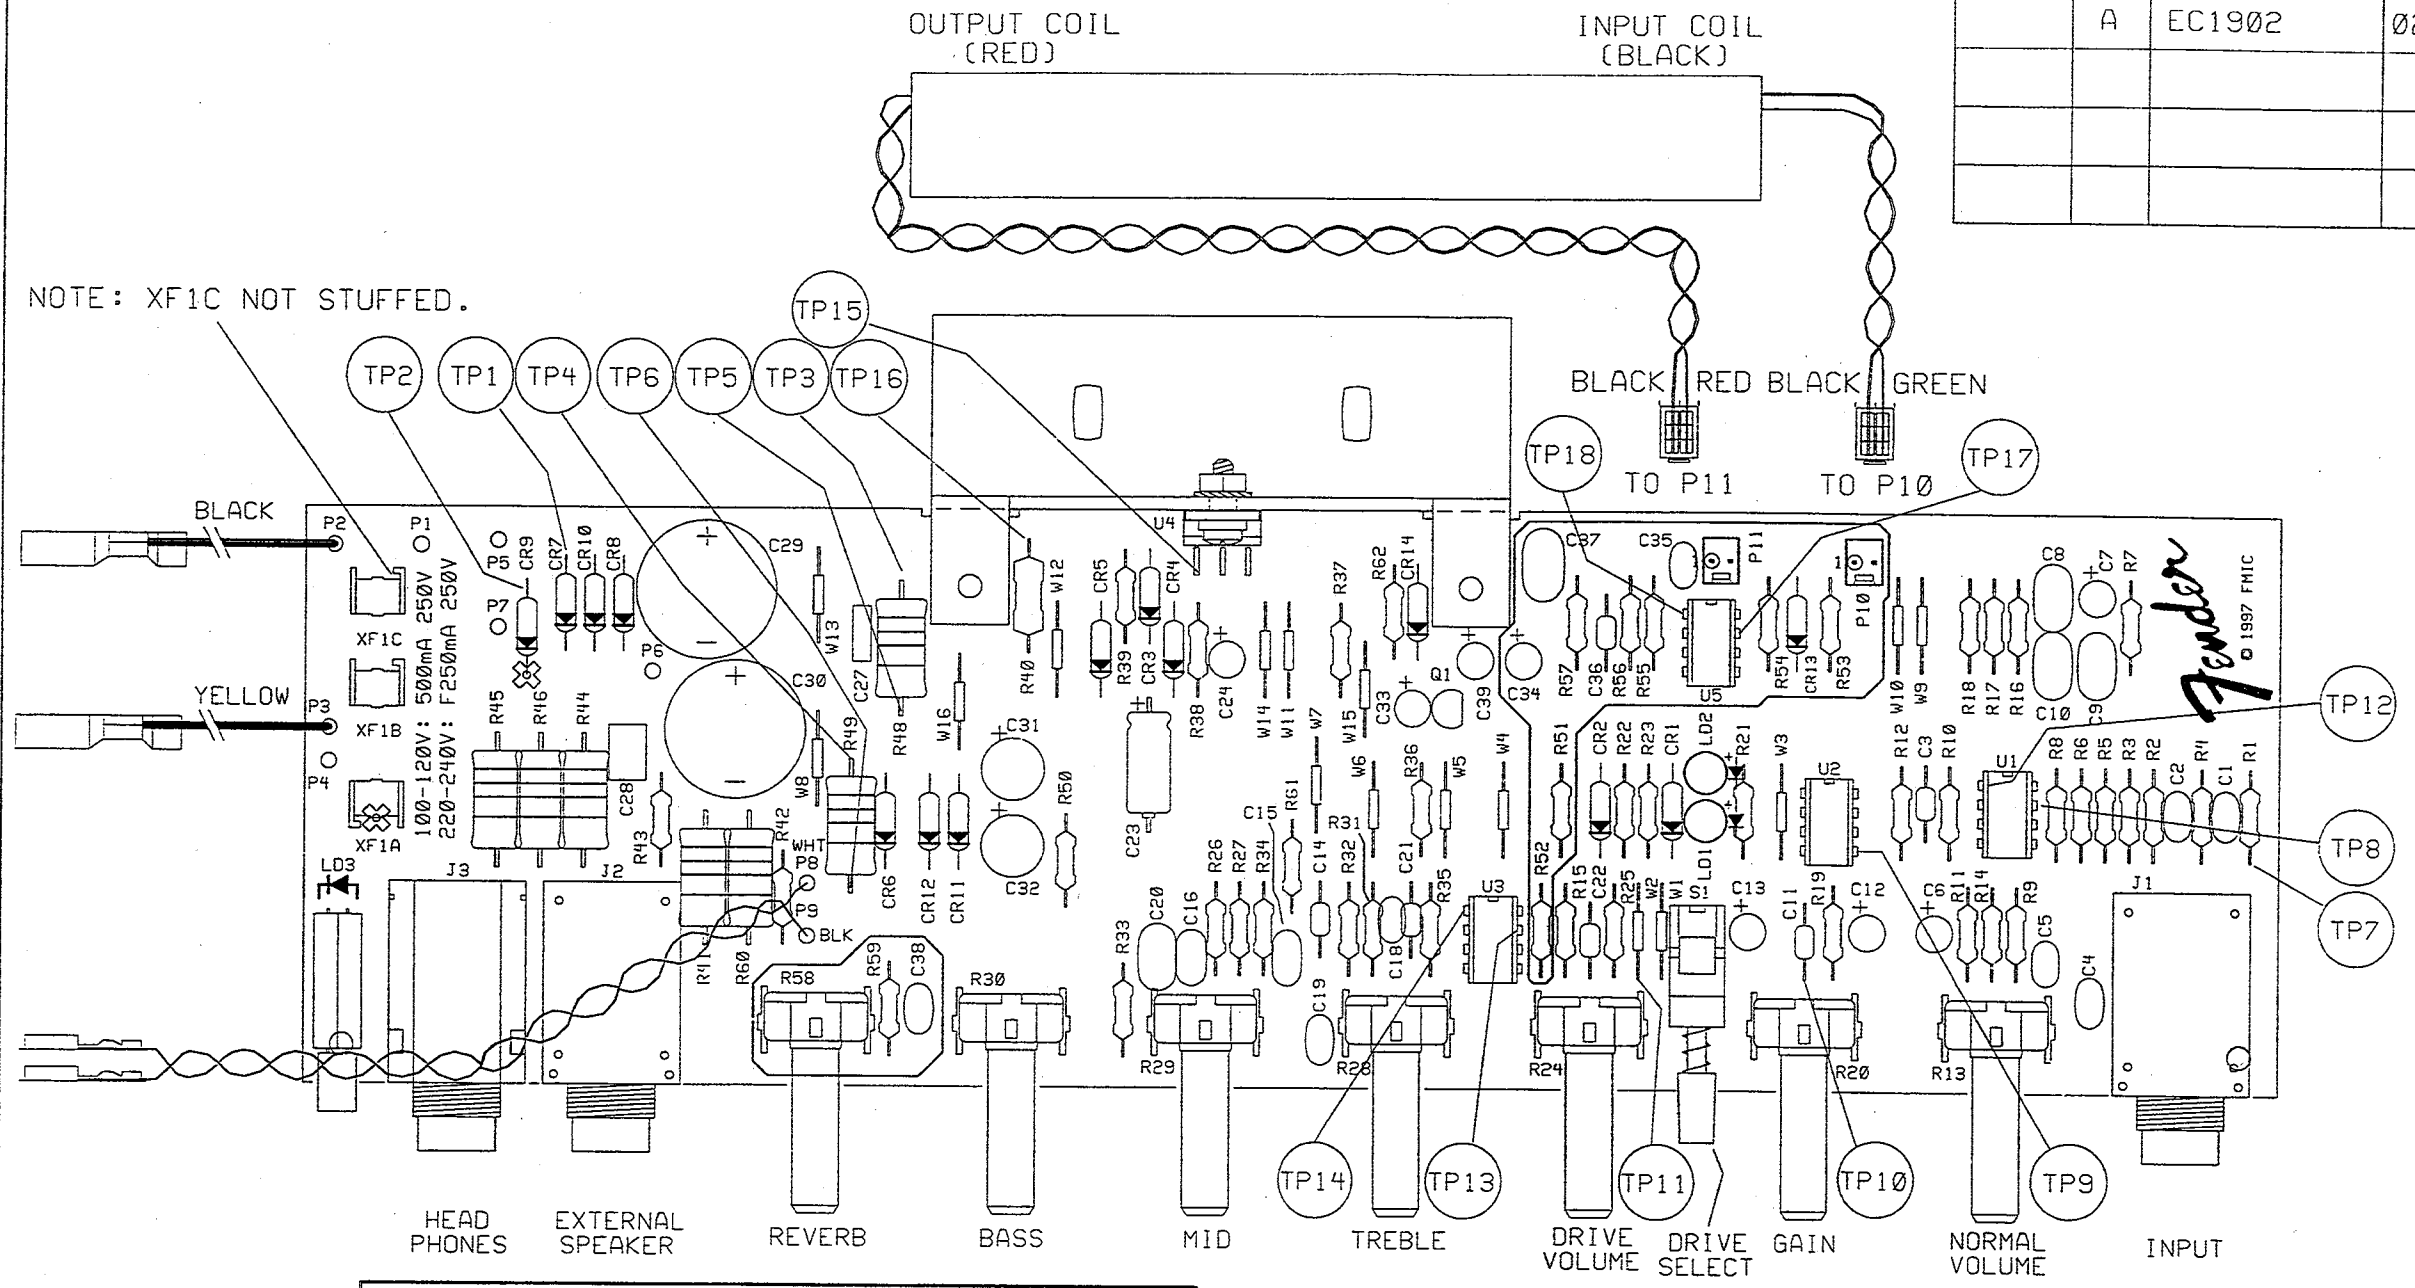 OUTPUT COIL
(RED)
INPUT COIL
(BLACK)
A EC1902
NOTE: XF1C NOT STUFFED.
TP15
TP2 TP1 TP4 TP6 TP5 TP3 TP16
BLACK RED BLACK GREEN
TP18 TP17
TO P11 TO P10
BLACK
P2 P1
P5 CR9 CR7 CR10 CR8
P7
P6
C29
W13
C27
W12
R40
CR5
R39
CR3
CR4
U4
R38
C24
W14
W11
R37
R62
CR14
C37
C35
P11
1
1
P10
R57
C36
R56
R55
U5
R54
CR13
R53
W10
W9
R18
R17
R16
C8
C7
R7
C10
C9
Fender
© 1997 FMIC
XF1C
XF1B
XF1A
100-120V: 500mA 250V
220-240V: F250mA 250V
YELLOW
P3
P4
R45
R46
R44
C28
R43
C30
W8
R49
R48
W16
C31
C32
R50
C23
W7
W15
W6
C33
Q1
C39
C34
R36
W5
W4
R51
CR2
R22
R23
CR1
LD2
R21
LD1
W3
U2
R12
C3
R10
U1
R8
R6
R5
R3
R2
C2
R4
C1
R1
TP12
TP8
TP7
LD3
J3
J2
R42
WHT
P8
P9
BLK
R41
R60
CR6
CR12
CR11
R58
R59
C38
R30
R33
C20
C16
R26
R27
R34
C15
R61
C14
R31
R32
C21
C18
R35
C19
U3
R52
R15
C22
R25
W2
W1
S1
C13
C11
R19
C12
C6
R11
R14
R9
C5
C4
J1
R29
R28
R24
R20
R13
TP14 TP13 TP11 TP10 TP9
HEAD
PHONES
EXTERNAL
SPEAKER
REVERB
BASS
MID
TREBLE
DRIVE
VOLUME
DRIVE
SELECT
GAIN
NORMAL
VOLUME
INPUT